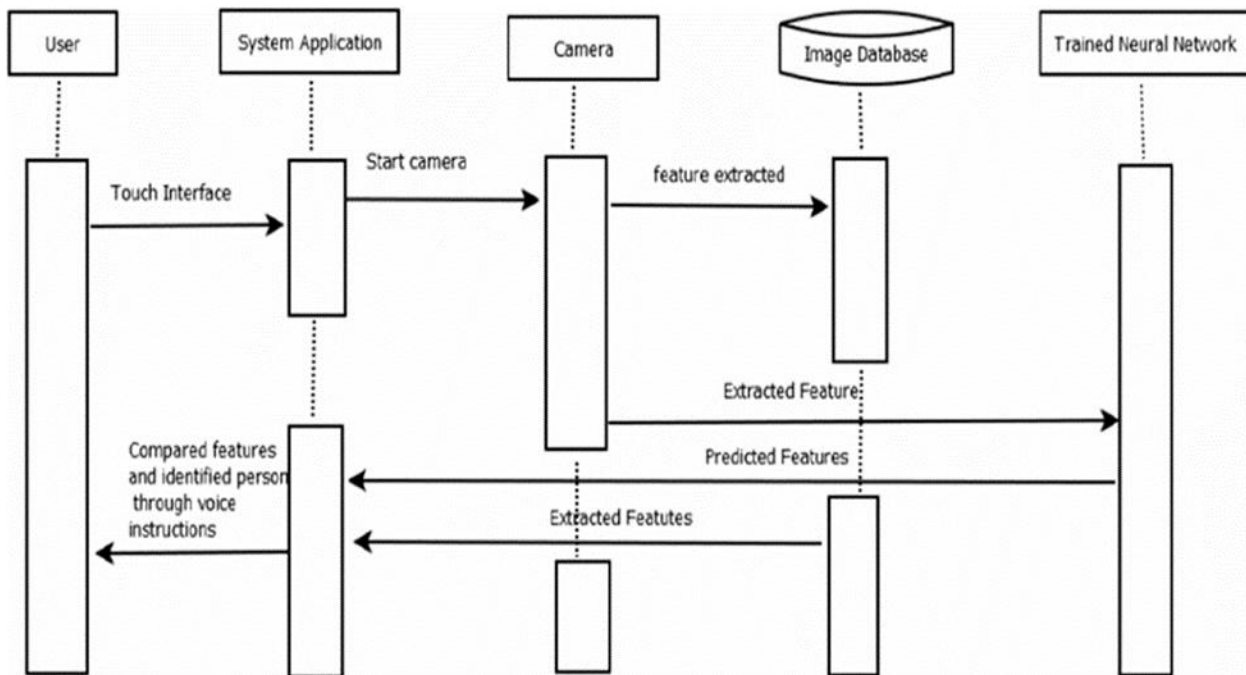 User
System Application
Camera
Image Database
Trained Neural Network
Start camera
feature extracted
Touch Interface
Extracted Feature
Compared features
and identified person
through voice
instructions
Predicted Features
Extracted Featutes